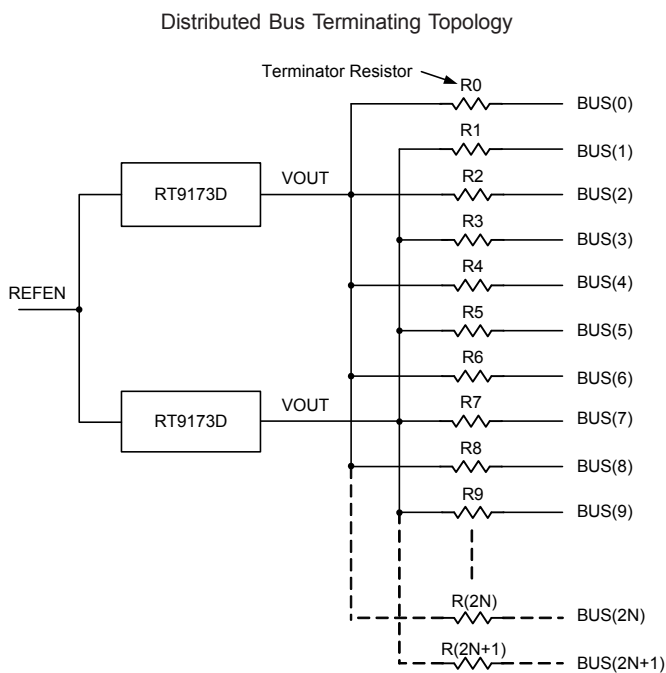 Distributed Bus Terminating Topology
Terminator Resistor
R0
BUS(0)
R1
BUS(1)
RT9173D
VOUT
R2
BUS(2)
R3
BUS(3)
REFEN
R4
BUS(4)
R5
BUS(5)
R6
BUS(6)
RT9173D
VOUT
R7
BUS(7)
R8
BUS(8)
R9
BUS(9)
R(2N)
BUS(2N)
R(2N+1)
BUS(2N+1)